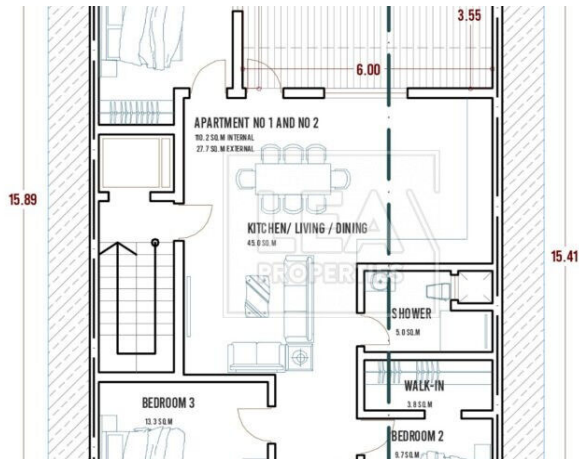 3.55
6.00
APARTMENT NO 1 AND NO 2
110.2 SQ.M INTERNAL
27.7 SQ.M EXTERNAL
15.89
KITCHEN/ LIVING / DINING
45.0 SQ.M
LEA
PROPERTIES
15.41
SHOWER
5.0 SQ.M
WALK-IN
3.8 SQ.M
BEDROOM 3
13.3 SQ.M
BEDROOM 2